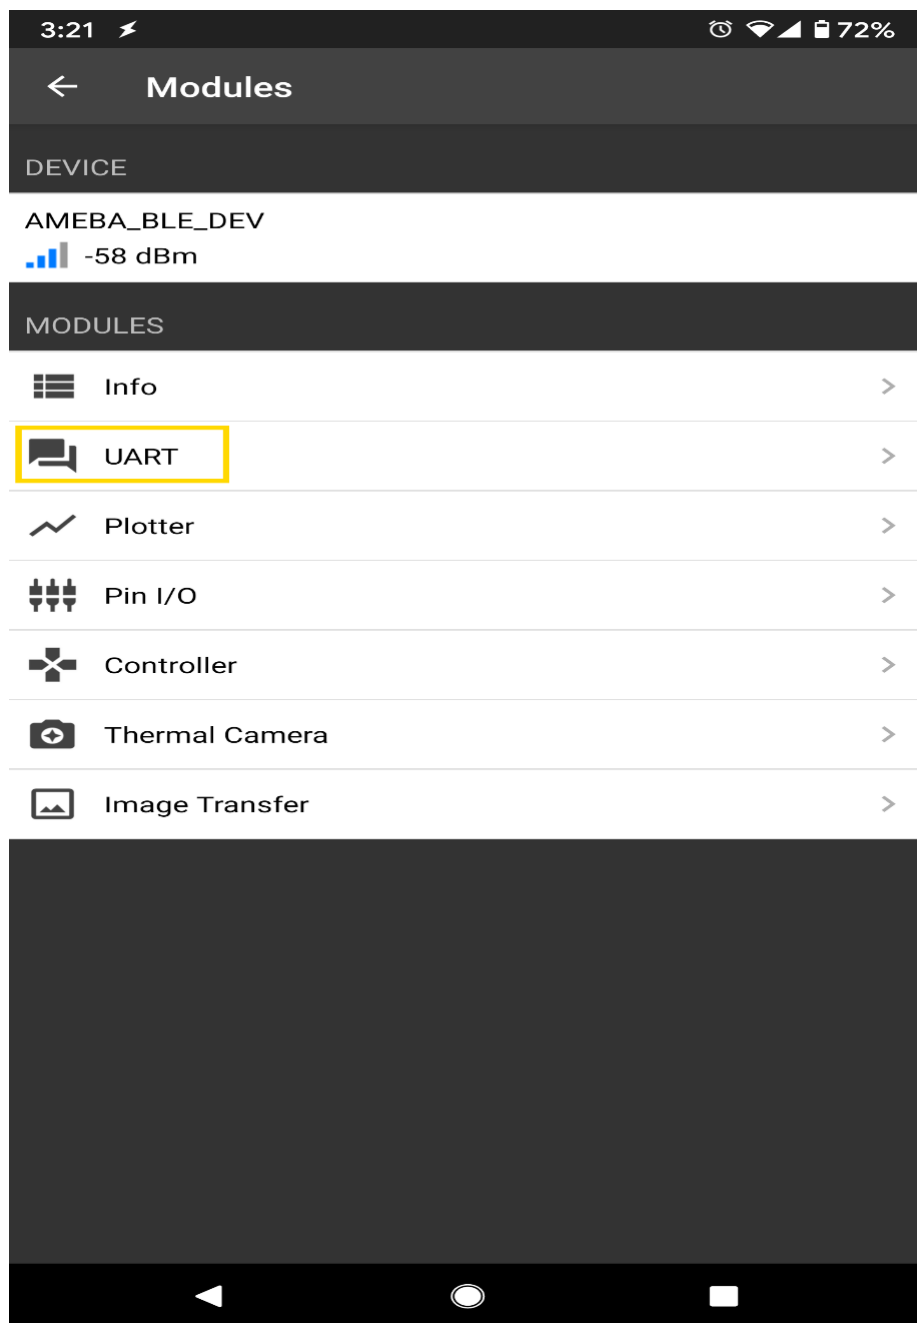 3:21 72%
Modules
DEVICE
AMEBA_BLE_DEV
-58 dBm
MODULES
Info
UART
Plotter
Pin I/O
Controller
Thermal Camera
Image Transfer